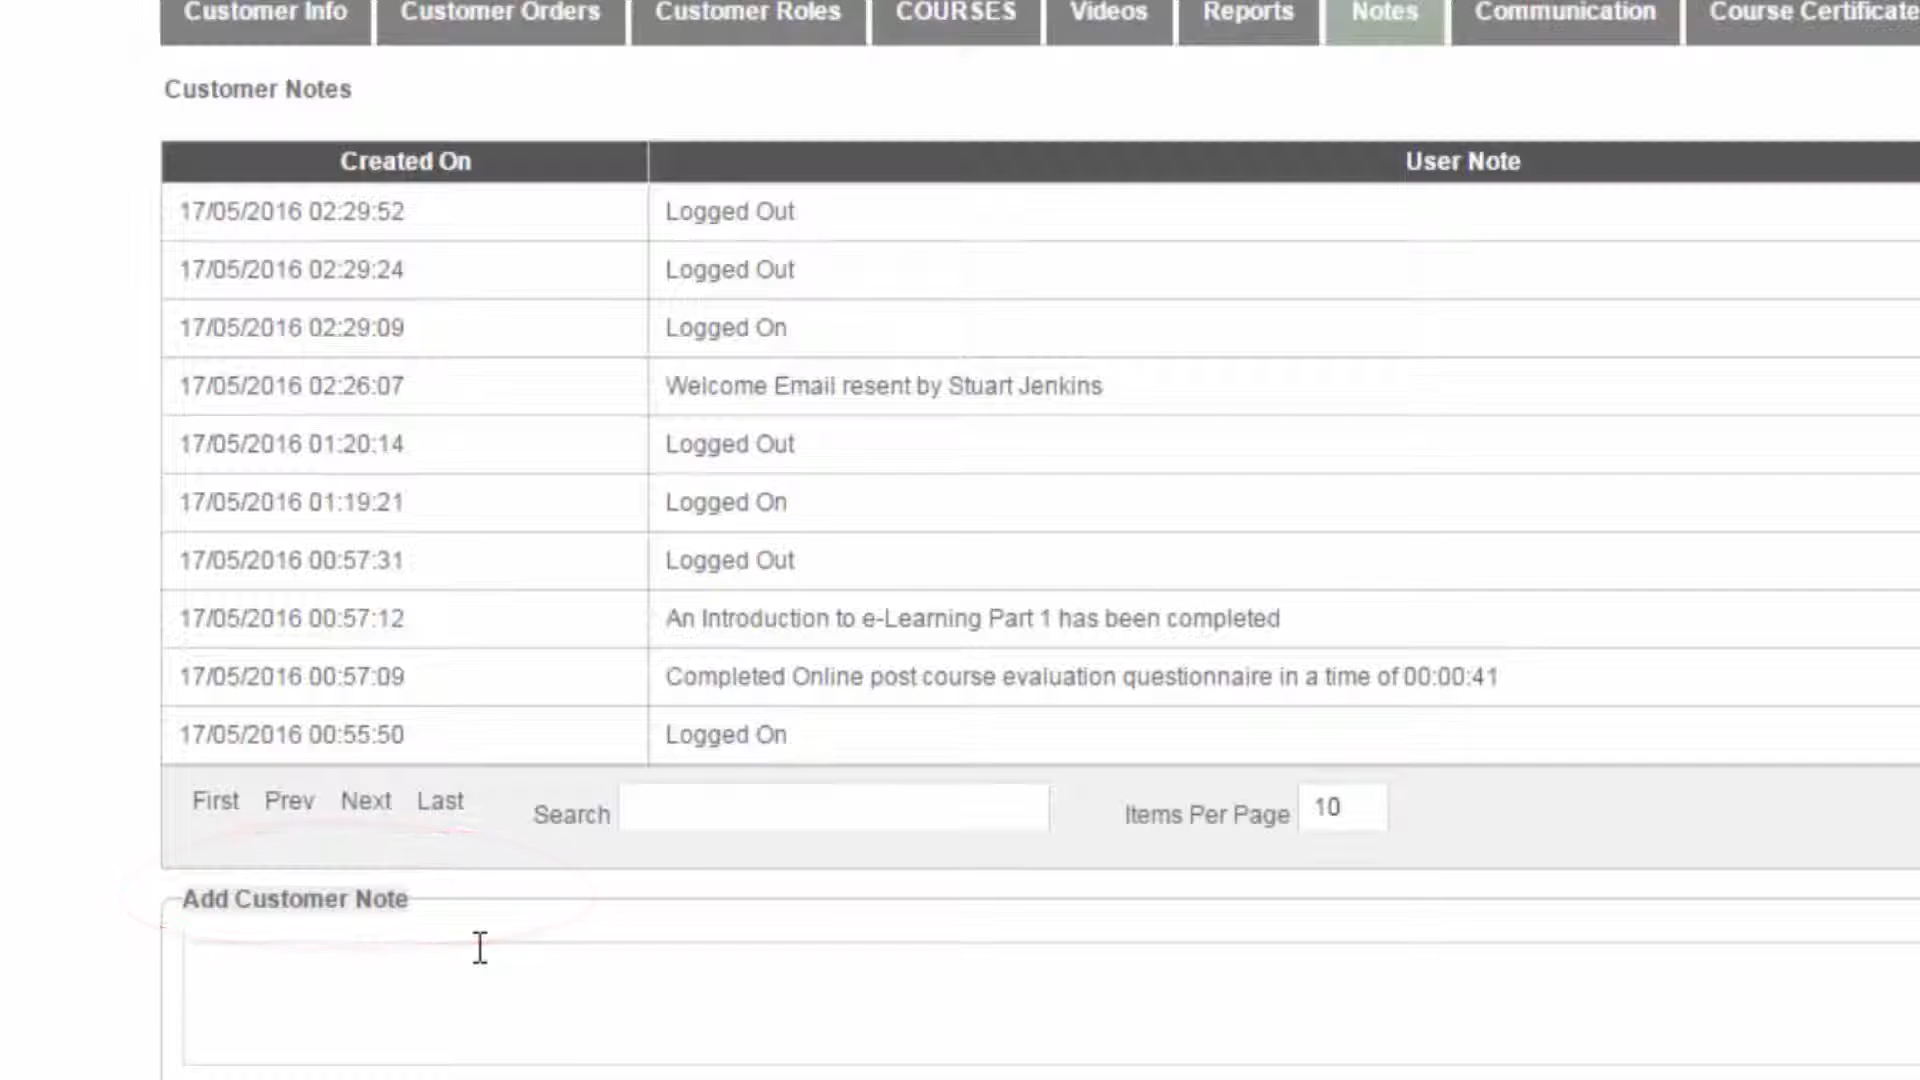 Customer Info Customer Orders Customer Roles COURSES Videos Reports Notes Communication Course Certificate
Customer Notes
Created On User Note
17/05/2016 02:29:52 Logged Out
17/05/2016 02:29:24 Logged Out
17/05/2016 02:29:09 Logged On
17/05/2016 02:26:07 Welcome Email resent by Stuart Jenkins
17/05/2016 01:20:14 Logged Out
17/05/2016 01:19:21 Logged On
17/05/2016 00:57:31 Logged Out
17/05/2016 00:57:12 An Introduction to e-Learning Part 1 has been completed
17/05/2016 00:57:09 Completed Online post course evaluation questionnaire in a time of 00:00:41
17/05/2016 00:55:50 Logged On
First Prev Next Last Search Items Per Page 10
Add Customer Note